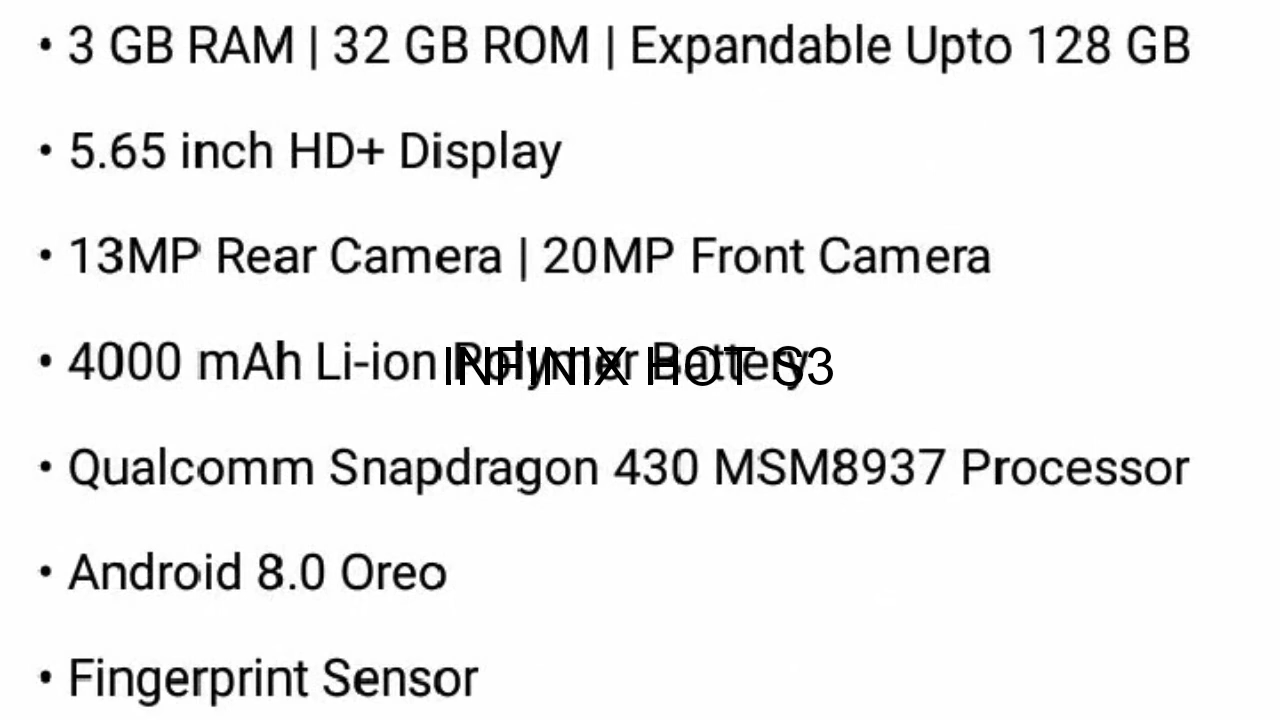 • 3 GB RAM | 32 GB ROM | Expandable Upto 128 GB
• 5.65 inch HD+ Display
• 13MP Rear Camera | 20MP Front Camera
• 4000 mAh Li-ion Polymer Battery
INFINIX HOT S3
• Qualcomm Snapdragon 430 MSM8937 Processor
• Android 8.0 Oreo
• Fingerprint Sensor